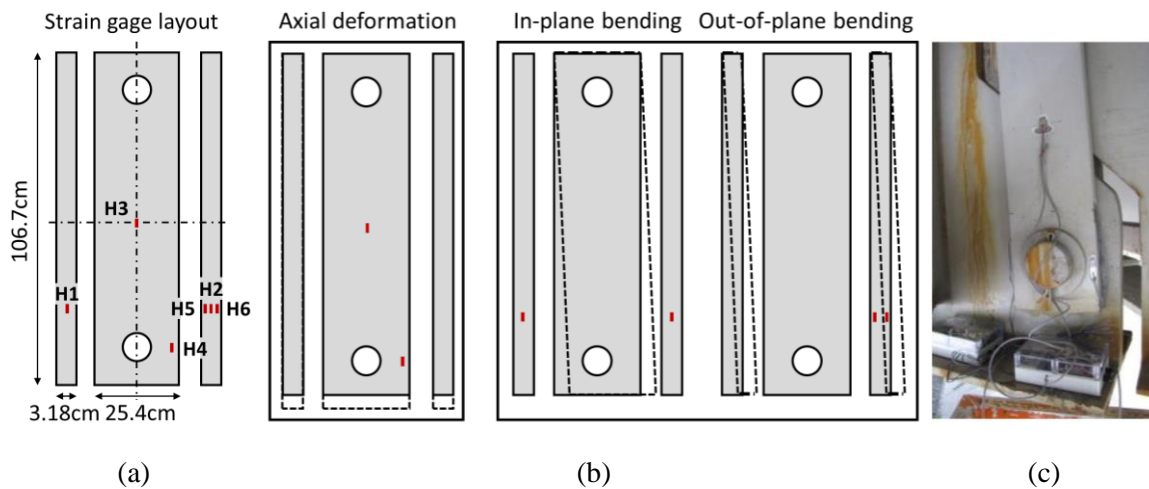 Strain gage layout
Axial deformation
In-plane bending
Out-of-plane bending
106.7cm
H3
H1
H2
H5
H6
H4
3.18cm
25.4cm
(a)
(b)
(c)